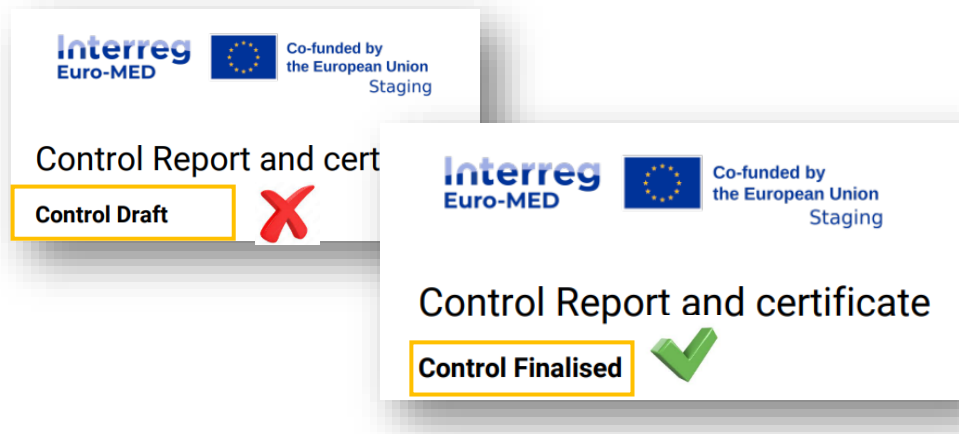 Interreg
Euro-MED
Co-funded by
the European Union
Staging
Control Report and cert
Control Draft
Interreg
Euro-MED
Co-funded by
the European Union
Staging
Control Report and certificate
Control Finalised